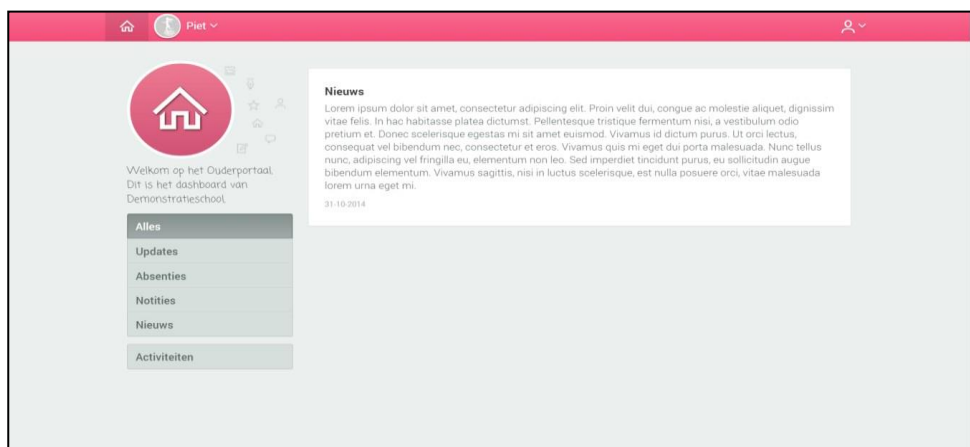 Piet
Welkom op het Ouderportaal.
Dit is het dashboard van
Demonstratieschool.
Alles
Updates
Absenties
Notities
Nieuws
Activiteiten
Nieuws
Lorem ipsum dolor sit amet, consectetur adipiscing elit. Proin velit dui, congue ac molestie aliquet, dignissim
vitae felis. In hac habitasse platea dictumst. Pellentesque tristique fermentum nisi, a vestibulum odio
pretium et. Donec scelerisque egestas mi sit amet euismod. Vivamus id dictum purus. Ut orci lectus,
consequat vel bibendum nec, consectetur et eros. Vivamus quis mi eget dui porta malesuada. Nunc tellus
nunc, adipiscing vel fringilla eu, elementum non leo. Sed imperdiet tincidunt purus, eu sollicitudin augue
bibendum elementum. Vivamus sagittis, nisi in luctus scelerisque, est nulla posuere orci, vitae malesuada
lorem urna eget mi.
31-10-2014